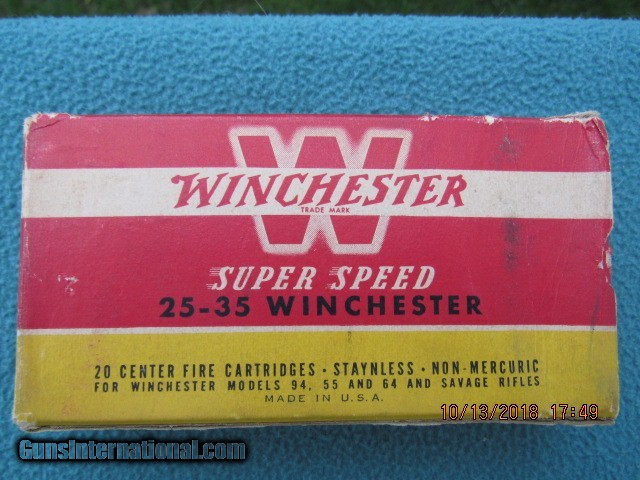 W
WINCHESTER
TRADE MARK
SUPER SPEED
25-35 WINCHESTER
20 CENTER FIRE CARTRIDGES · STAYNLESS · NON-MERCURIC
FOR WINCHESTER MODELS 94, 55 AND 64 AND SAVAGE RIFLES
MADE IN U.S.A.
10/13/2018 17:49
GunsInternational.com